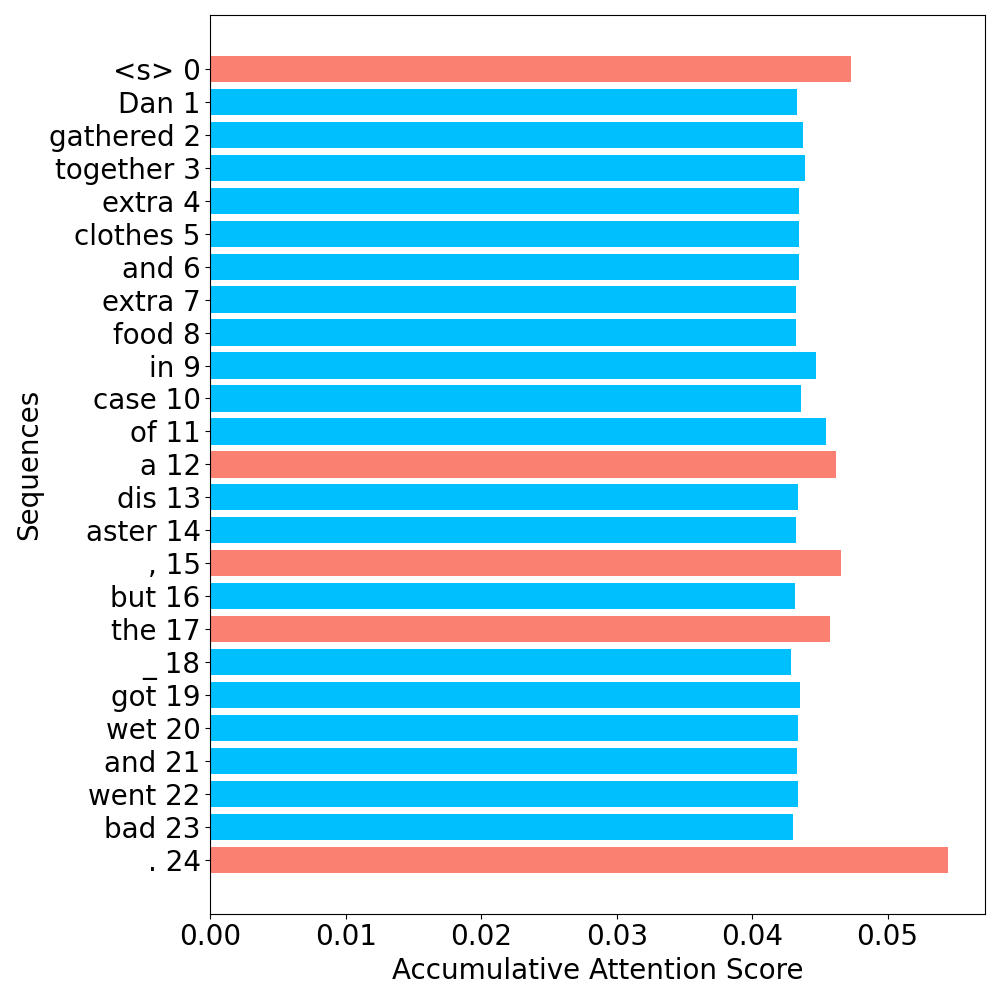 <s> 0
Dan 1
gathered 2
together 3
extra 4
clothes 5
and 6
extra 7
food 8
in 9
case 10
of 11
a 12
dis 13
aster 14
, 15
but 16
the 17
_ 18
got 19
wet 20
and 21
went 22
bad 23
. 24
Sequences
0.00 0.01 0.02 0.03 0.04 0.05
Accumulative Attention Score